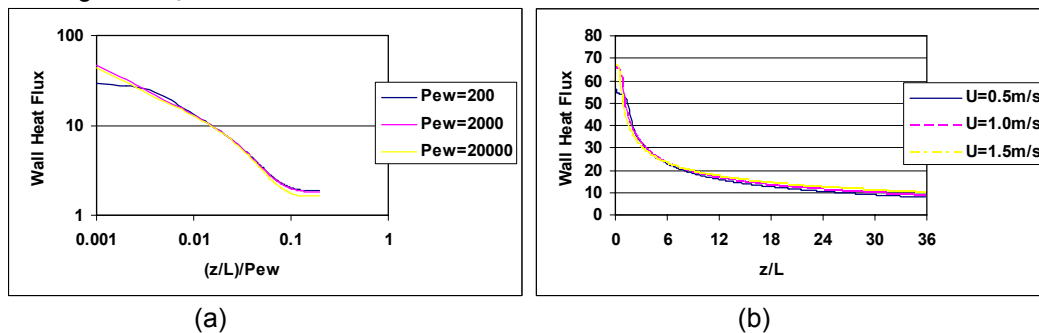 100
10
1
0.001
0.01
0.1
1
Wall Heat Flux
(z/L)/Pew
Pew=200
Pew=2000
Pew=20000
(a)
80
70
60
50
40
30
20
10
0
0
6
12
18
24
30
36
Wall Heat Flux
z/L
U=0.5m/s
U=1.0m/s
U=1.5m/s
(b)